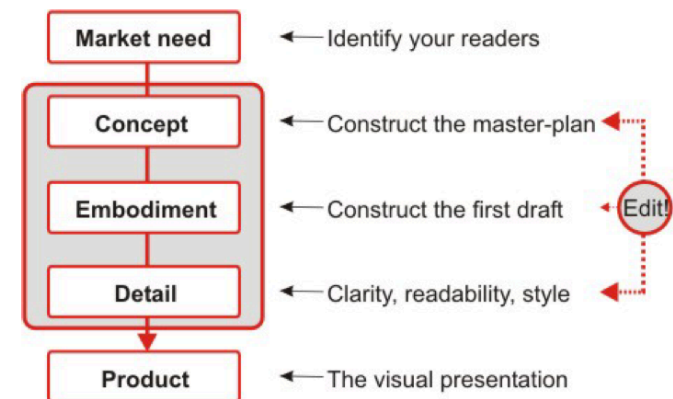 Market need
Identify your readers
Concept
Construct the master-plan
Embodiment
Construct the first draft
Edit!
Detail
Clarity, readability, style
Product
The visual presentation